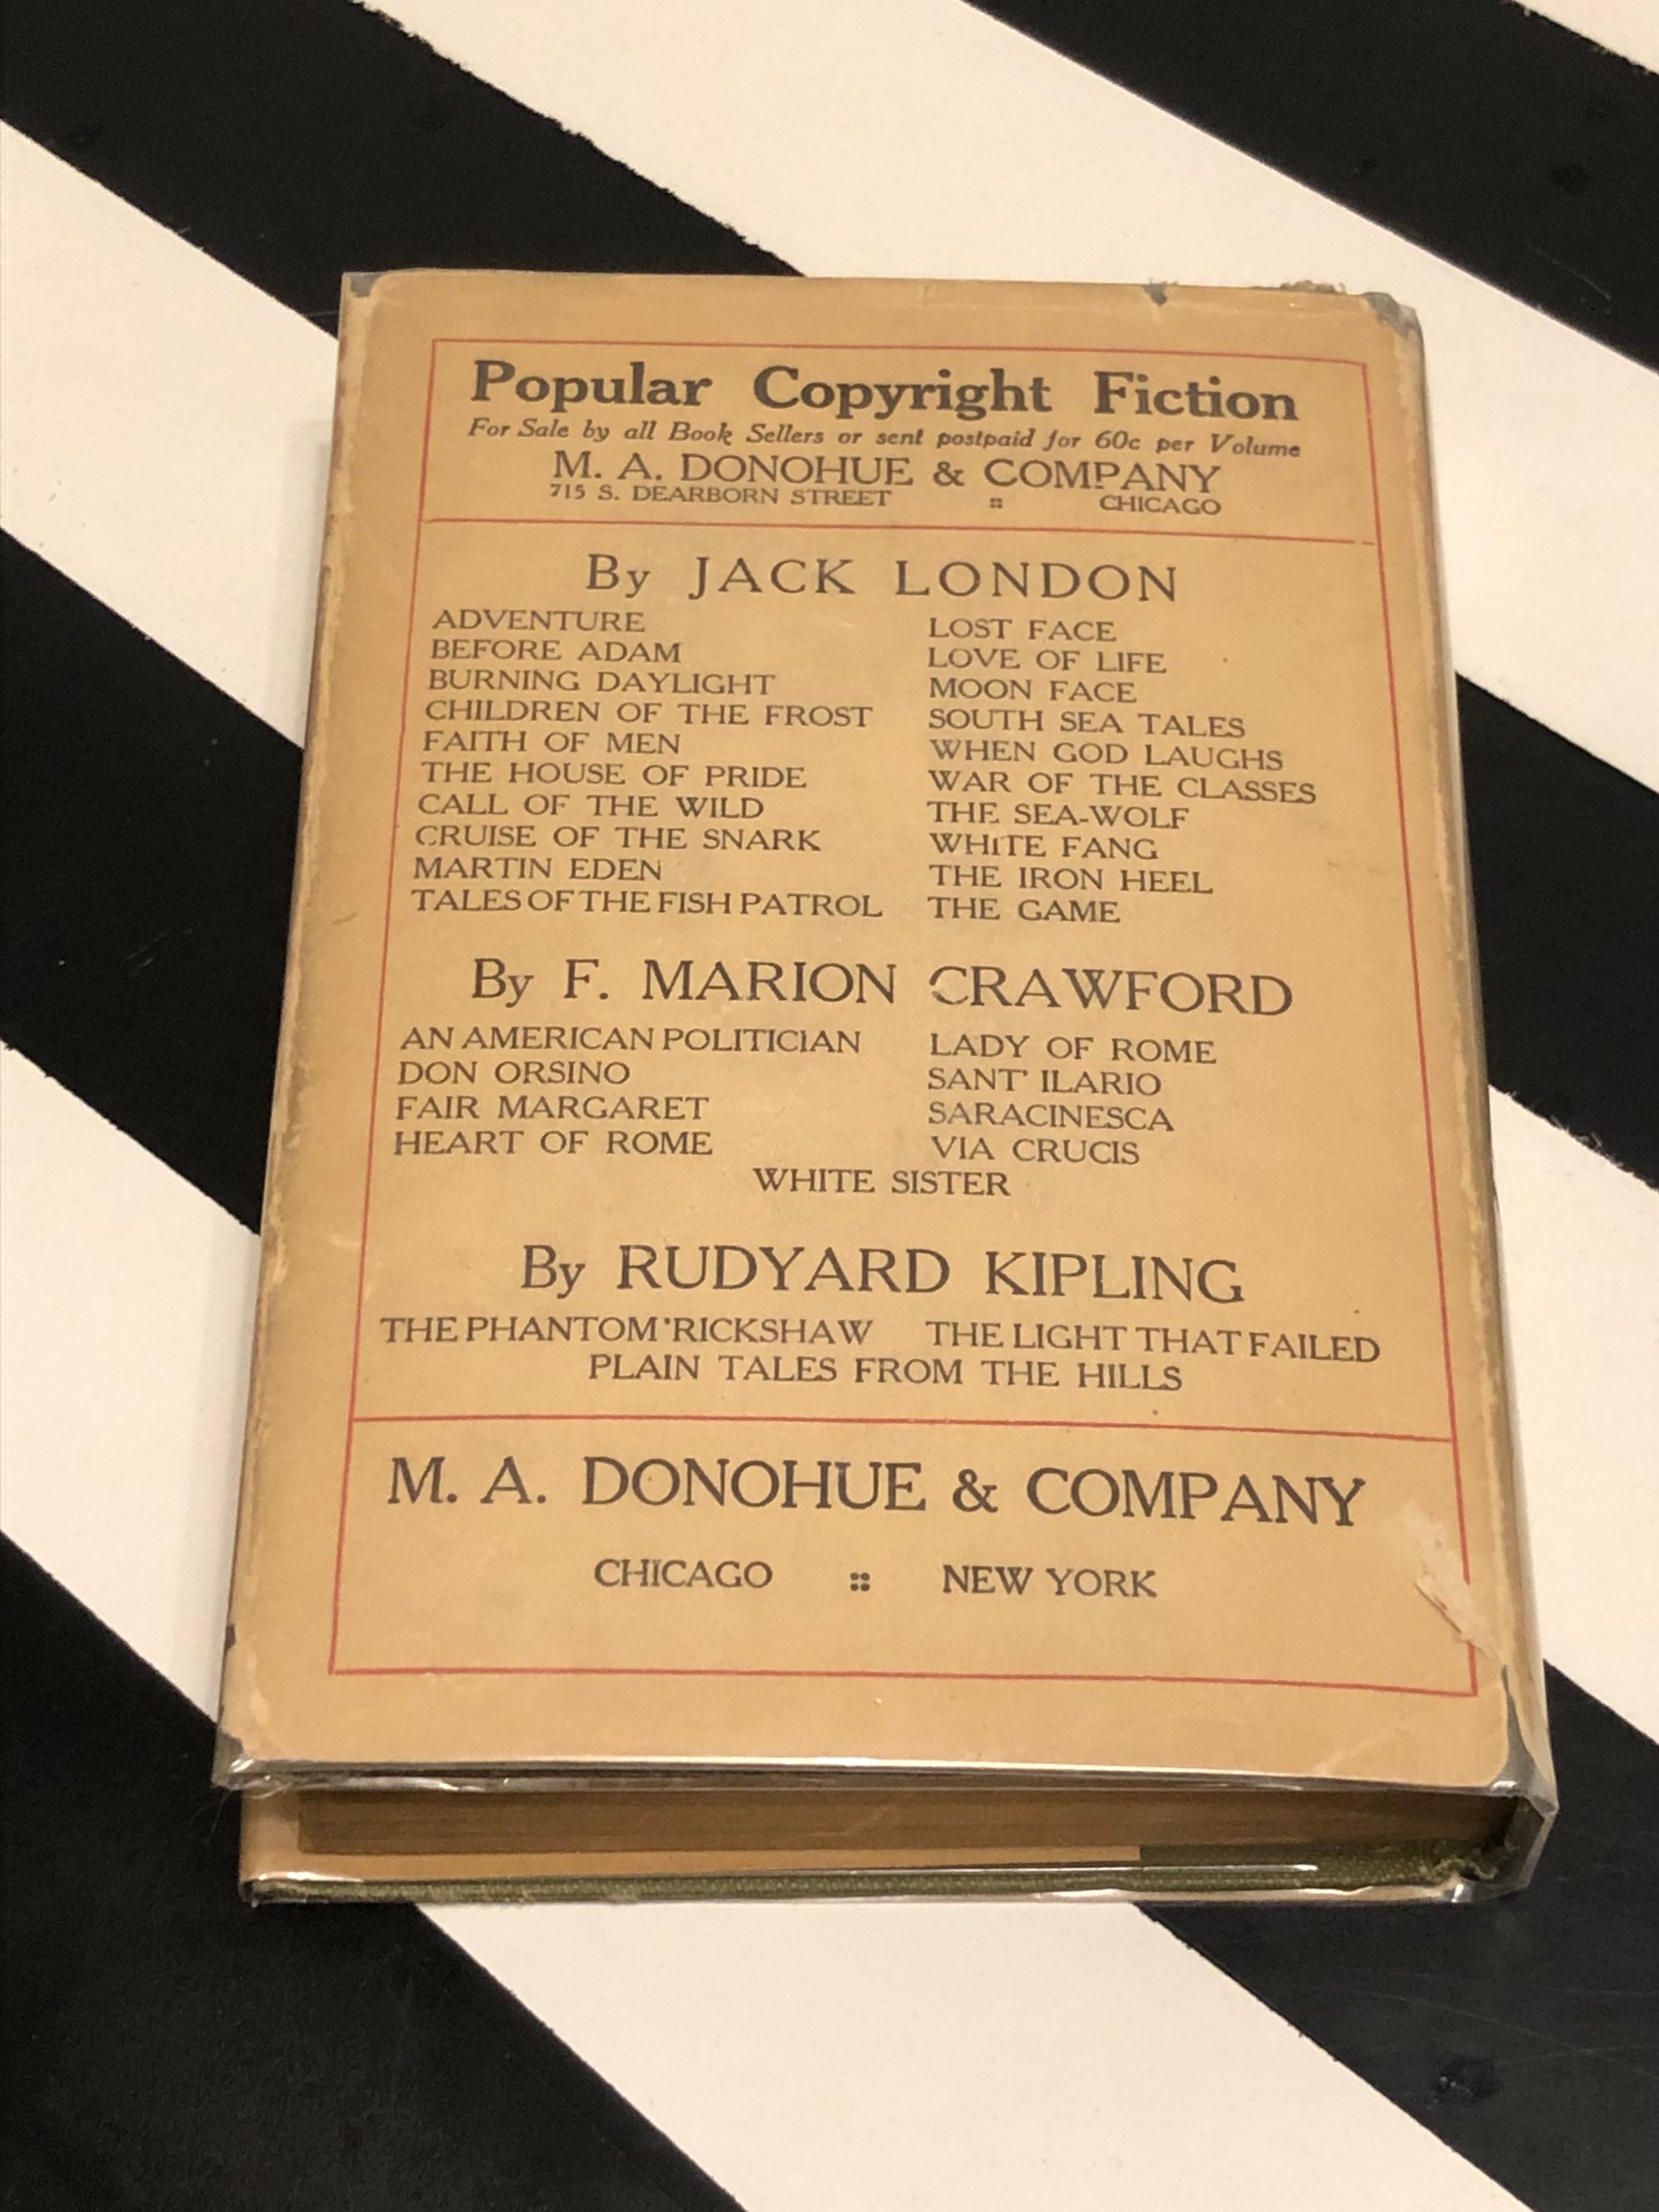 Popular Copyright Fiction
For Sale by all Book Sellers or sent postpaid for 60c per Volume
M. A. DONOHUE & COMPANY
715 S. DEARBORN STREET :: CHICAGO
By JACK LONDON
ADVENTURE
BEFORE ADAM
BURNING DAYLIGHT
CHILDREN OF THE FROST
FAITH OF MEN
THE HOUSE OF PRIDE
CALL OF THE WILD
CRUISE OF THE SNARK
MARTIN EDEN
TALES OF THE FISH PATROL
LOST FACE
LOVE OF LIFE
MOON FACE
SOUTH SEA TALES
WHEN GOD LAUGHS
WAR OF THE CLASSES
THE SEA-WOLF
WHITE FANG
THE IRON HEEL
THE GAME
By F. MARION CRAWFORD
AN AMERICAN POLITICIAN
DON ORSINO
FAIR MARGARET
HEART OF ROME
LADY OF ROME
SANT' ILARIO
SARACINESCA
VIA CRUCIS
WHITE SISTER
By RUDYARD KIPLING
THE PHANTOM 'RICKSHAW THE LIGHT THAT FAILED
PLAIN TALES FROM THE HILLS
M. A. DONOHUE & COMPANY
CHICAGO :: NEW YORK